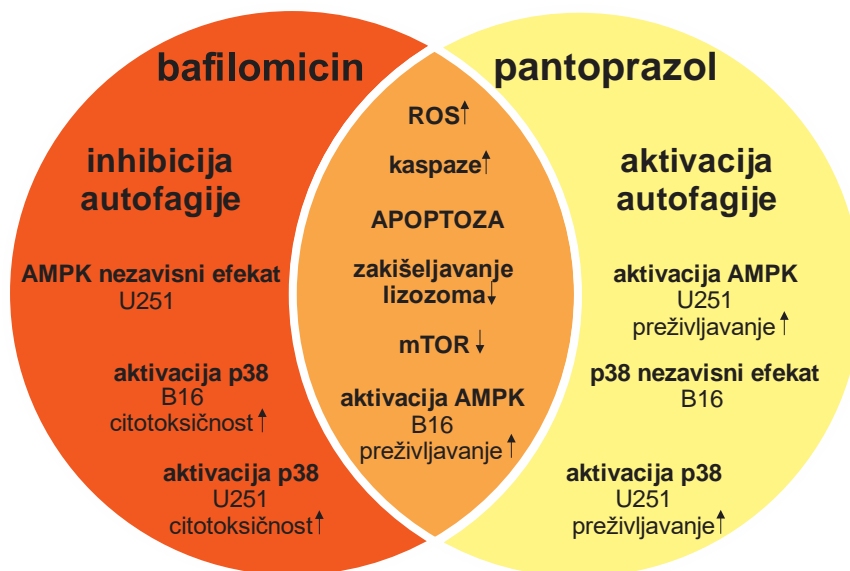 bafilomicin
inhibicija
autofagije
AMPK nezavisni efekat
U251
aktivacija p38
B16
citotoksičnost↑
aktivacija p38
U251
citotoksičnost↑
ROS↑
kaspaze↑
APOPTOZA
zakišeljavanje
lizozoma↓
mTOR↓
aktivacija AMPK
B16
preživljavanje↑
pantoprazol
aktivacija
autofagije
aktivacija AMPK
U251
preživljavanje↑
p38 nezavisni efekat
B16
aktivacija p38
U251
preživljavanje↑